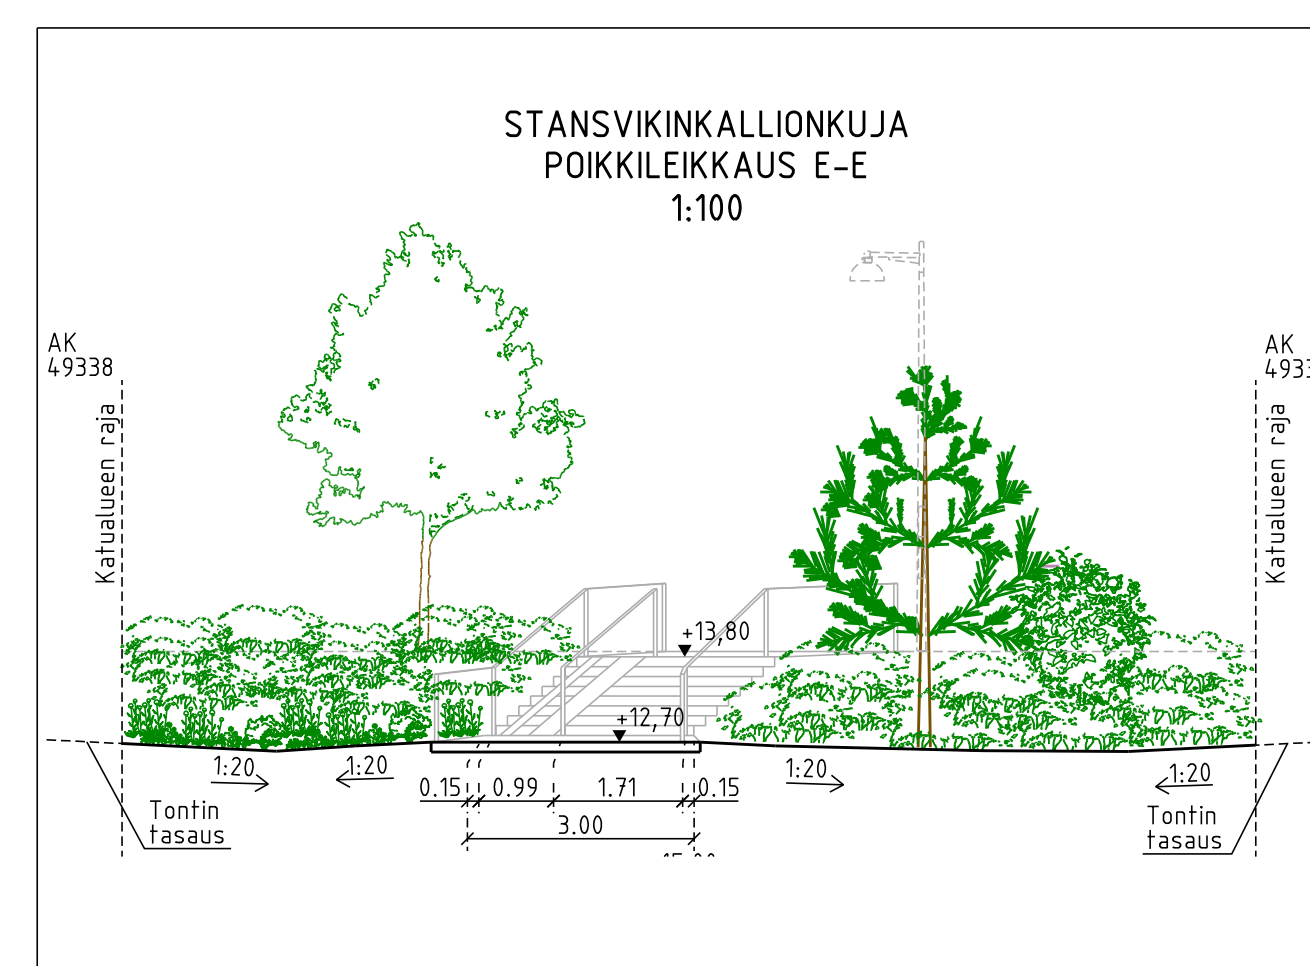 STANSVIKINKALLIONKUJA
POIKKILEIKKAUS E-E
1:100
AK
49338
Katualueen raja
AK
Katualueen raja
+13,80
+12,70
1:20
1:20
1:20
1:20
0.15
0.99
1.71
0.15
3.00
Tontin
tasaus
Tontin
tasaus